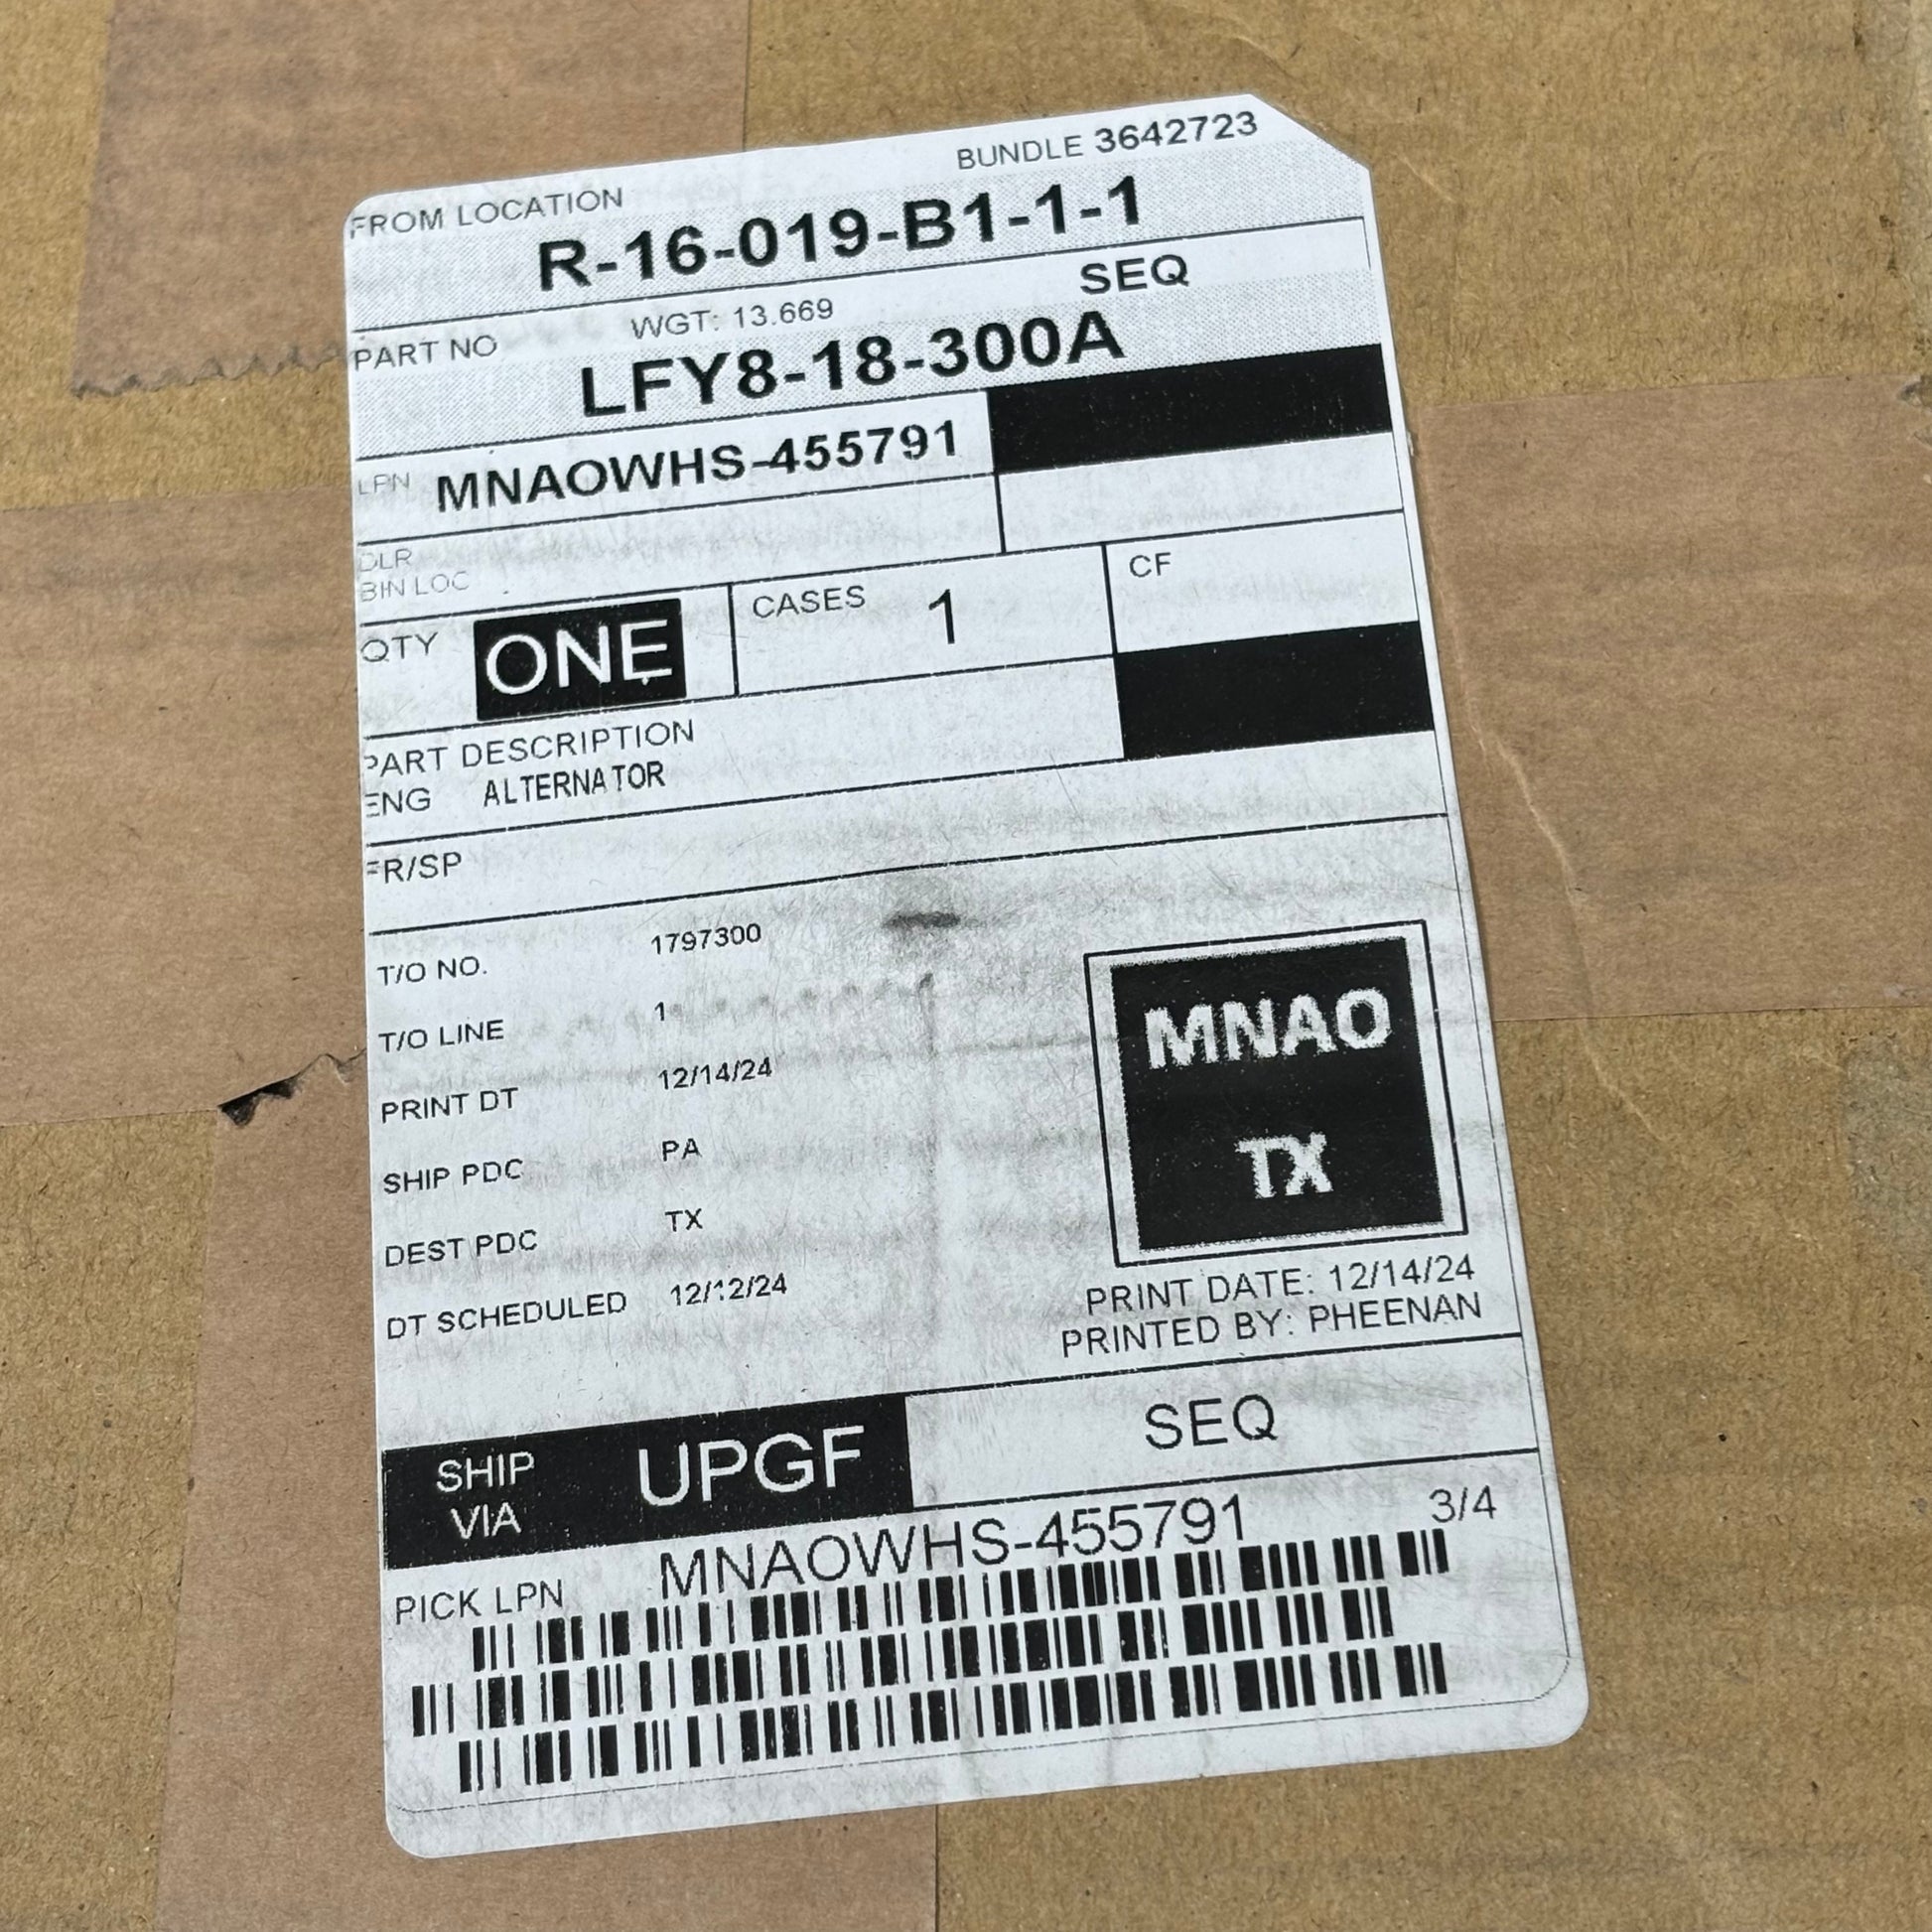 BUNDLE 3642723
FROM LOCATION
R-16-019-B1-1-1
SEQ
PART NO WGT: 13.669
LFY8-18-300A
LPN MNAOWHS-455791
DLR
BIN LOC
QTY ONE CASES 1 CF
PART DESCRIPTION
ENG ALTERNATOR
FR/SP
T/O NO. 1797300
T/O LINE 1
PRINT DT 12/14/24
SHIP PDC PA
DEST PDC TX
DT SCHEDULED 12/12/24
MNAO
TX
PRINT DATE: 12/14/24
PRINTED BY: PHEENAN
SHIP VIA UPGF SEQ
3/4
PICK LPN MNAOWHS-455791